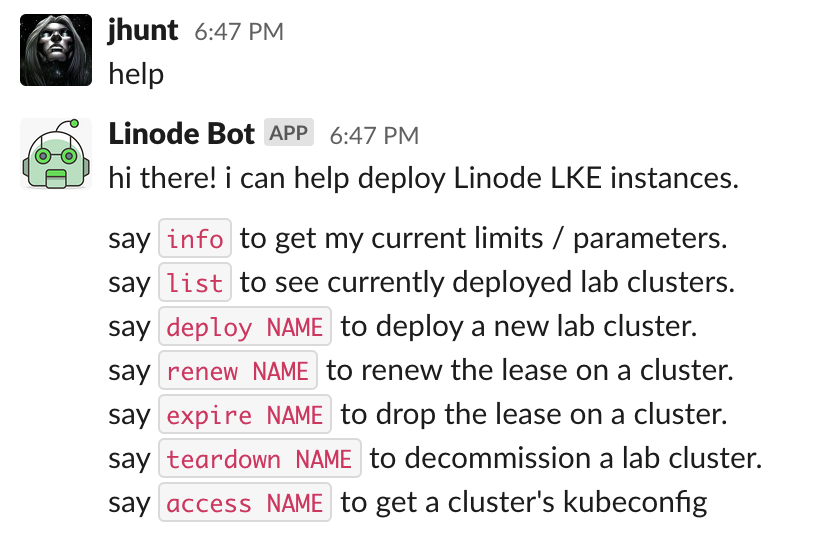 jhunt 6:47 PM
help
Linode Bot APP 6:47 PM
hi there! i can help deploy Linode LKE instances.
say info to get my current limits / parameters.
say list to see currently deployed lab clusters.
say deploy NAME to deploy a new lab cluster.
say renew NAME to renew the lease on a cluster.
say expire NAME to drop the lease on a cluster.
say teardown NAME to decommission a lab cluster.
say access NAME to get a cluster's kubeconfig